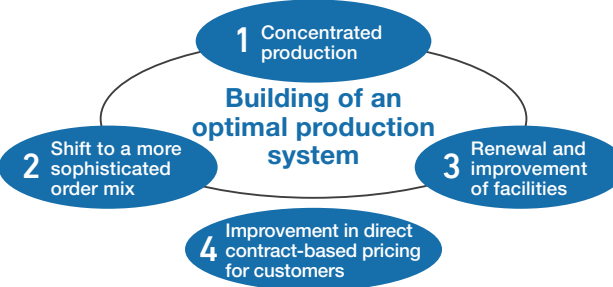 1 Concentrated
production
Building of an
optimal production
system
2 Shift to a more
sophisticated
order mix
3 Renewal and
improvement
of facilities
4 Improvement in direct
contract-based pricing
for customers